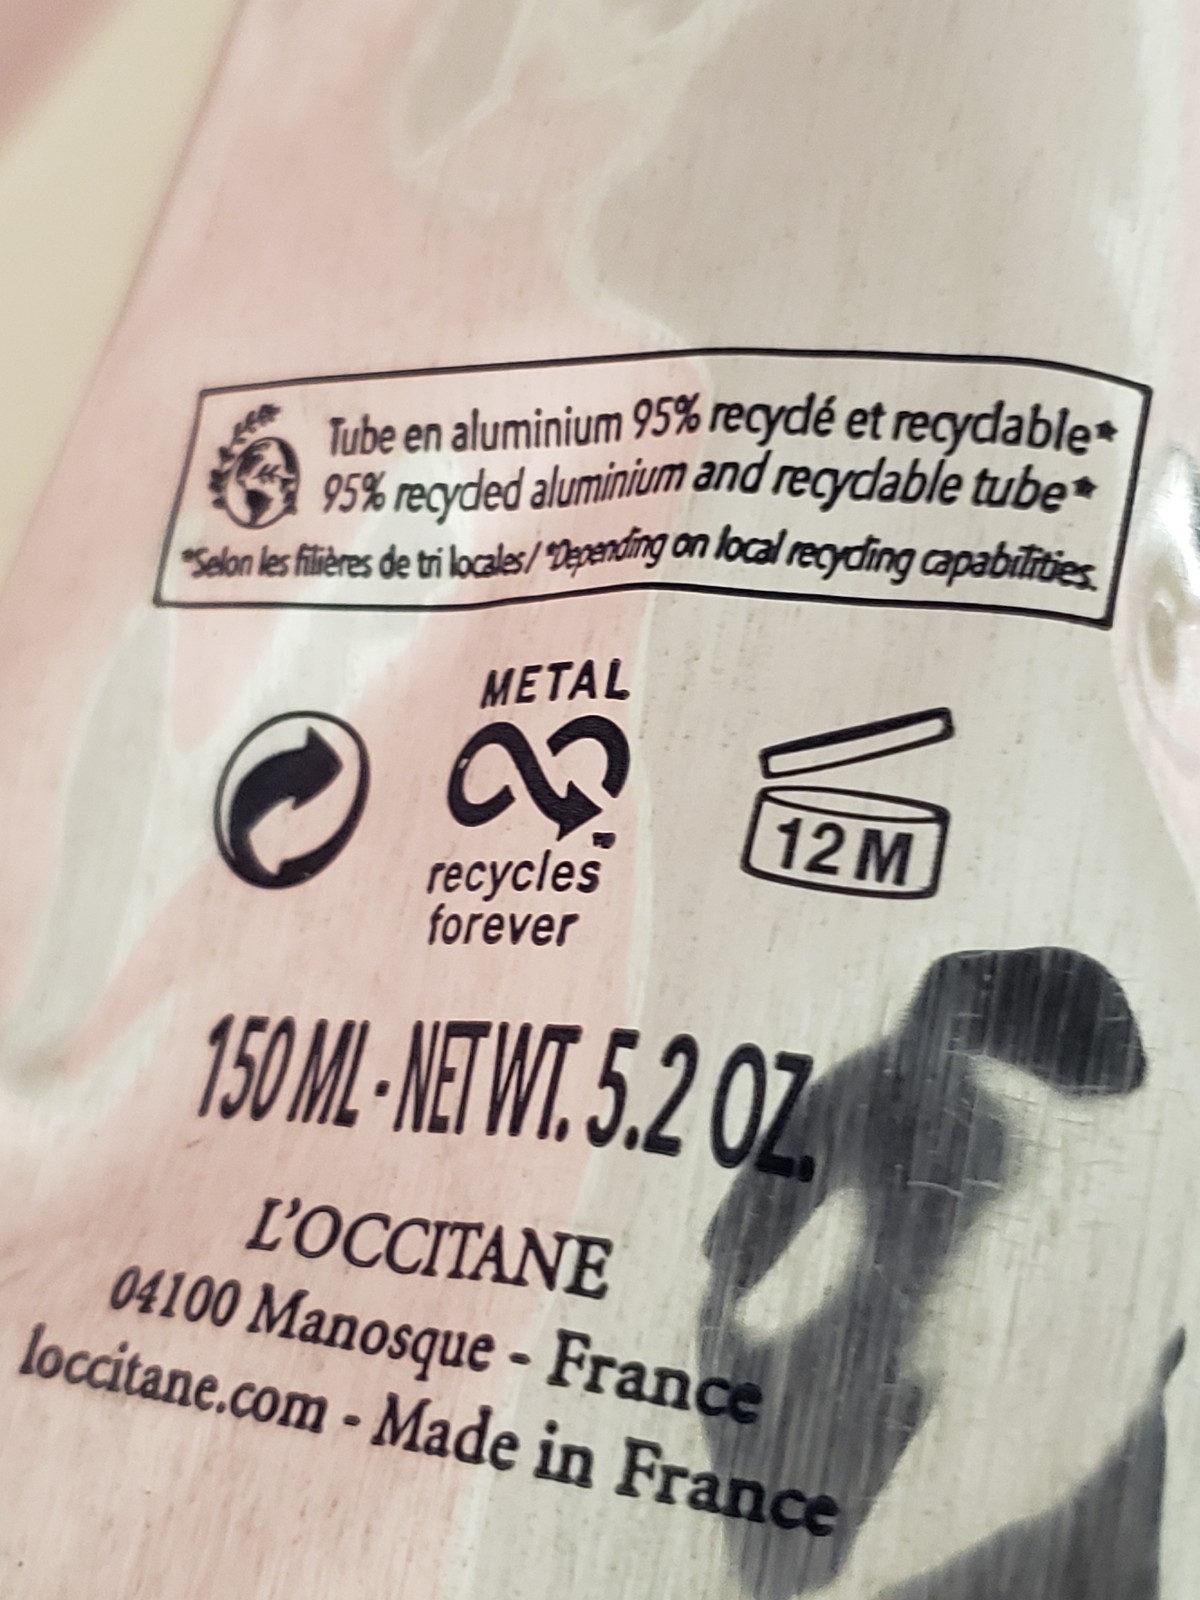 Tube en aluminium 95% recyclé et recyclable*
95% recycled aluminium and recyclable tube*
*Selon les filières de tri locales / *Depending on local recycling capabilities.
METAL
recycles
forever
12 M
150 ML - NET WT. 5.2 OZ.
L'OCCITANE
04100 Manosque - France
loccitane.com - Made in France